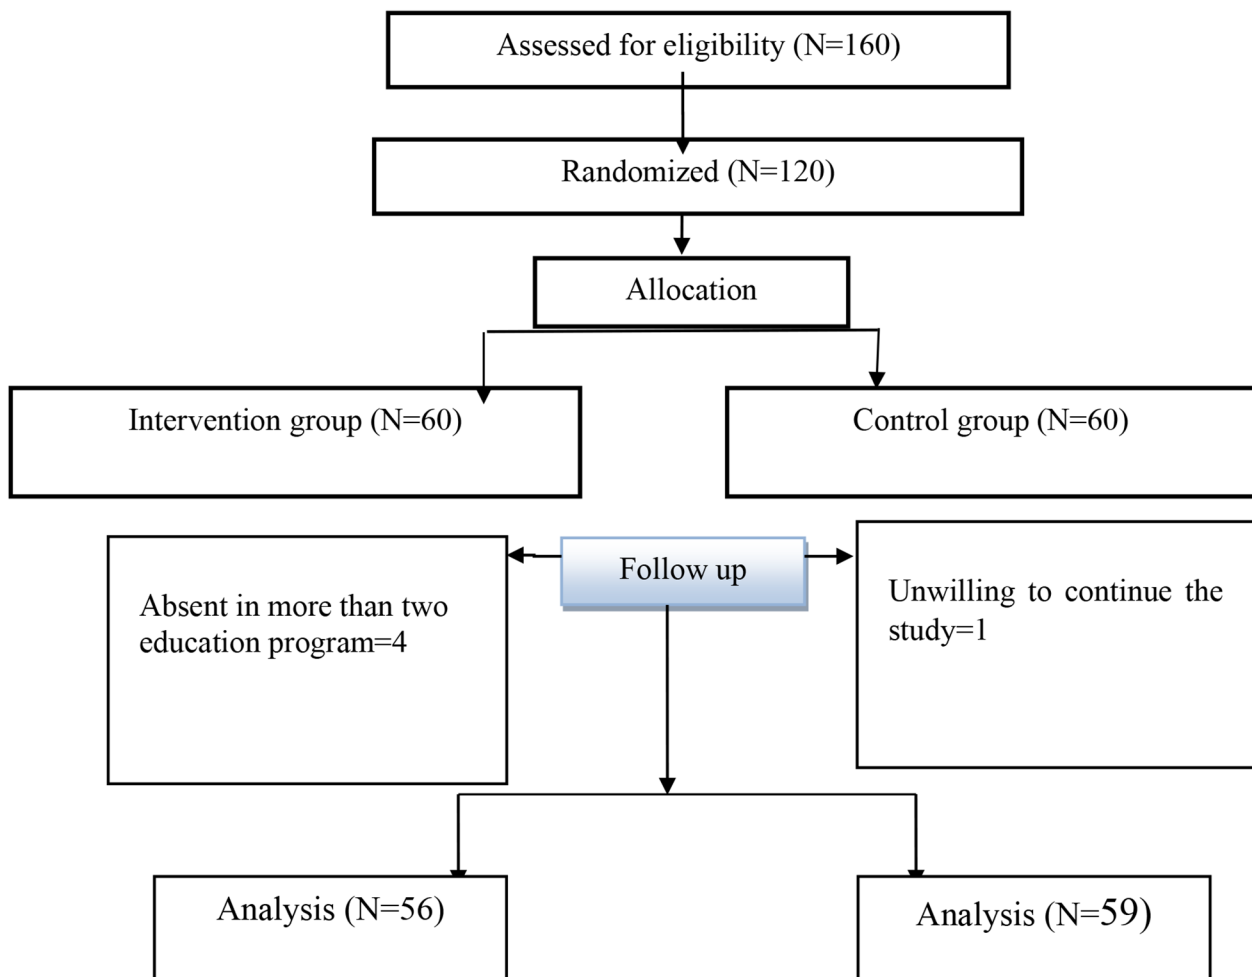 Assessed for eligibility (N=160)
Randomized (N=120)
Allocation
Intervention group (N=60)
Control group (N=60)
Follow up
Absent in more than two
education program=4
Unwilling to continue the
study=1
Analysis (N=56)
Analysis (N=59)